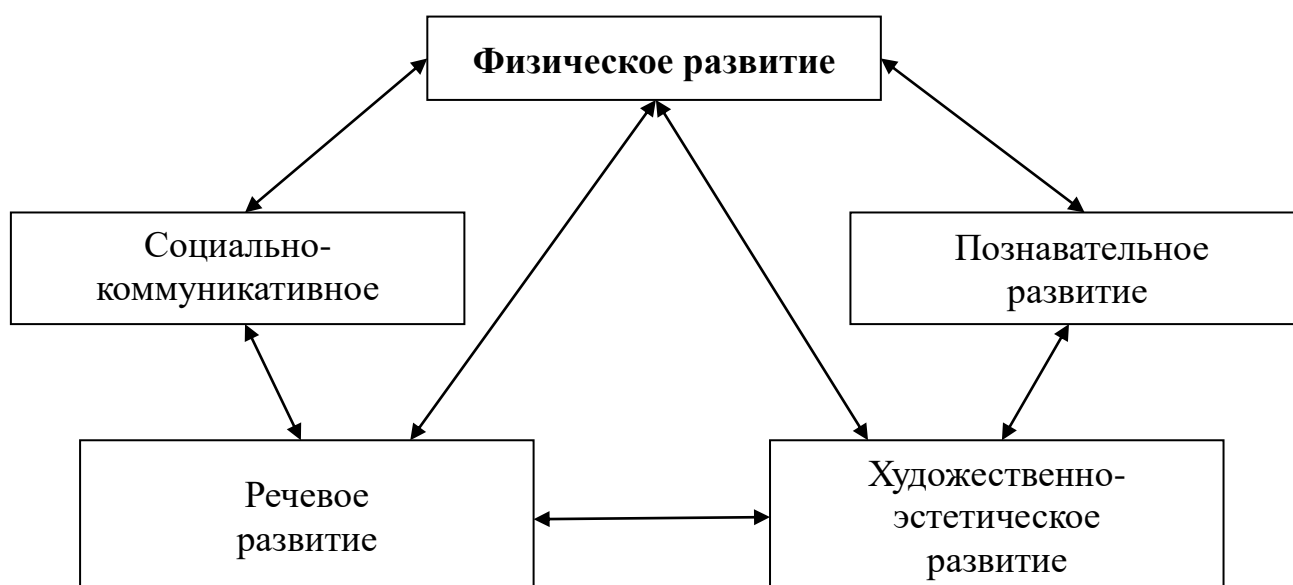 Физическое развитие
Социально-
коммуникативное
Познавательное
развитие
Речевое
развитие
Художественно-
эстетическое
развитие